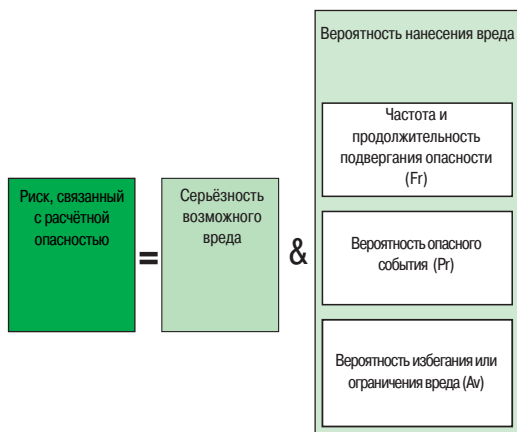 Риск, связанный
с расчётной
опасностью
=
Серьёзность
возможного
вреда
&
Вероятность нанесения вреда
Частота и
продолжительность
подвергания опасности
(Fr)
Вероятность опасного
события (Pr)
Вероятность избегания или
ограничения вреда (Av)